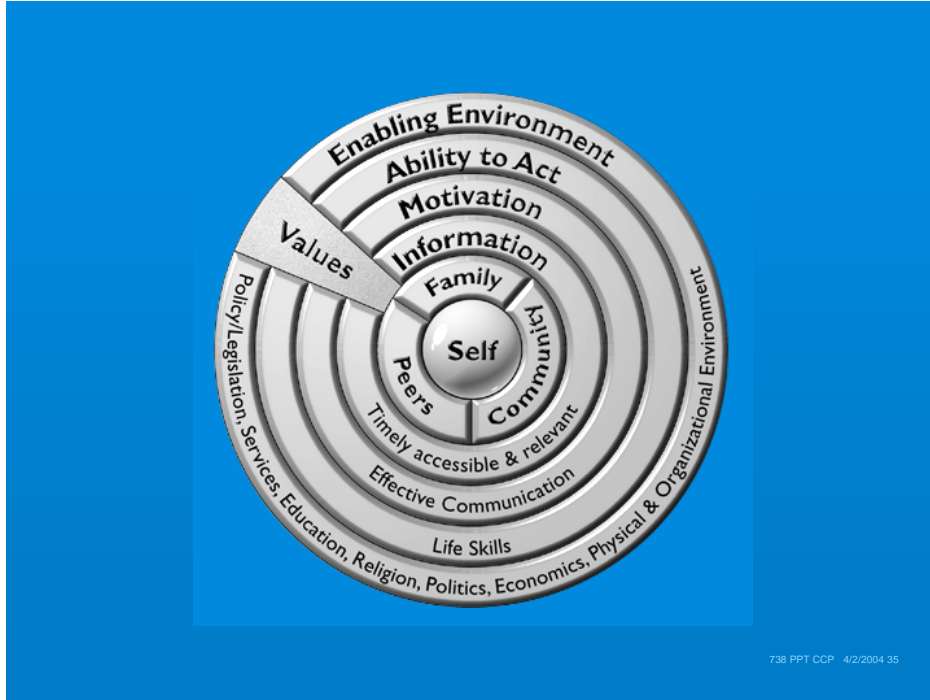 Enabling Environment
Ability to Act
Motivation
Information
Family
Values
Self
Community
Peers
Timely accessible & relevant
Effective Communication
Life Skills
Policy/Legislation, Services, Education, Religion, Politics, Economics, Physical & Organizational Environment
738 PPT CCP 4/2/2004 35